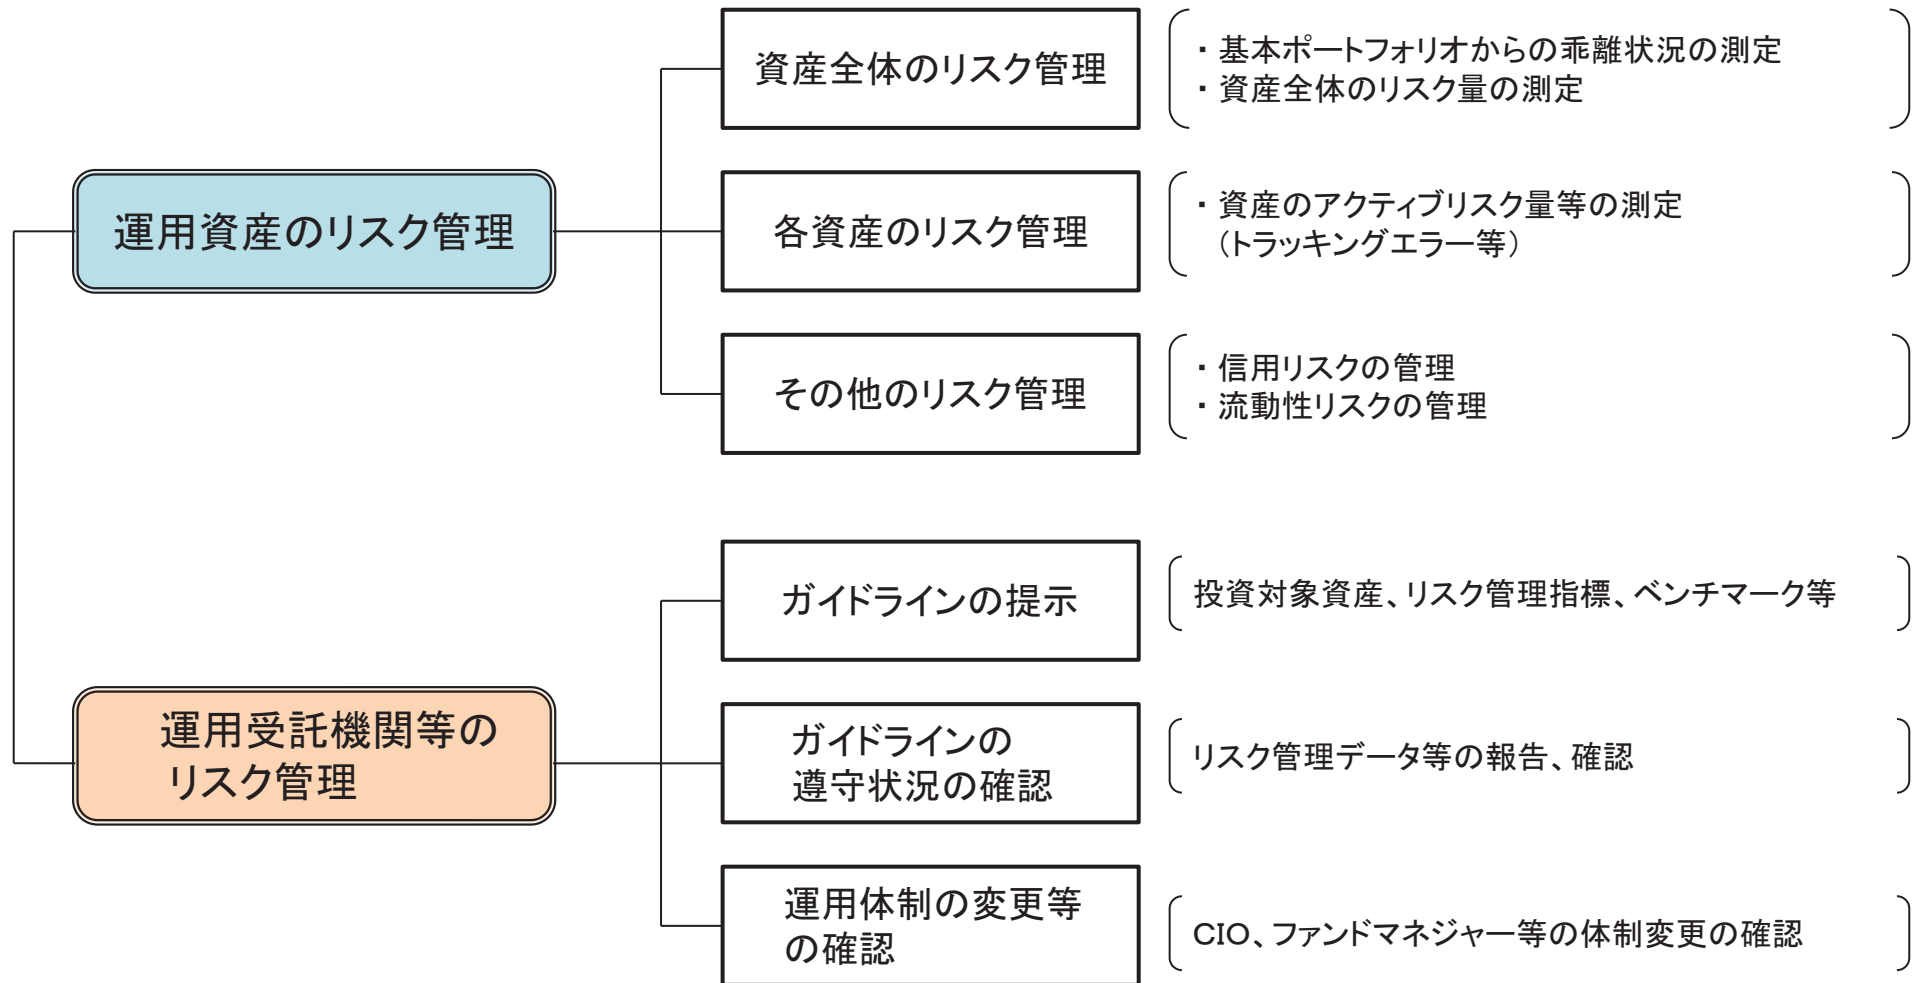 資産全体のリスク管理
・基本ポートフォリオからの乖離状況の測定
・資産全体のリスク量の測定
運用資産のリスク管理
各資産のリスク管理
・資産のアクティブリスク量等の測定
（トラッキングエラー等）
その他のリスク管理
・信用リスクの管理
・流動性リスクの管理
ガイドラインの提示
投資対象資産、リスク管理指標、ベンチマーク等
運用受託機関等の
リスク管理
ガイドラインの
遵守状況の確認
リスク管理データ等の報告、確認
運用体制の変更等
の確認
CIO、ファンドマネジャー等の体制変更の確認